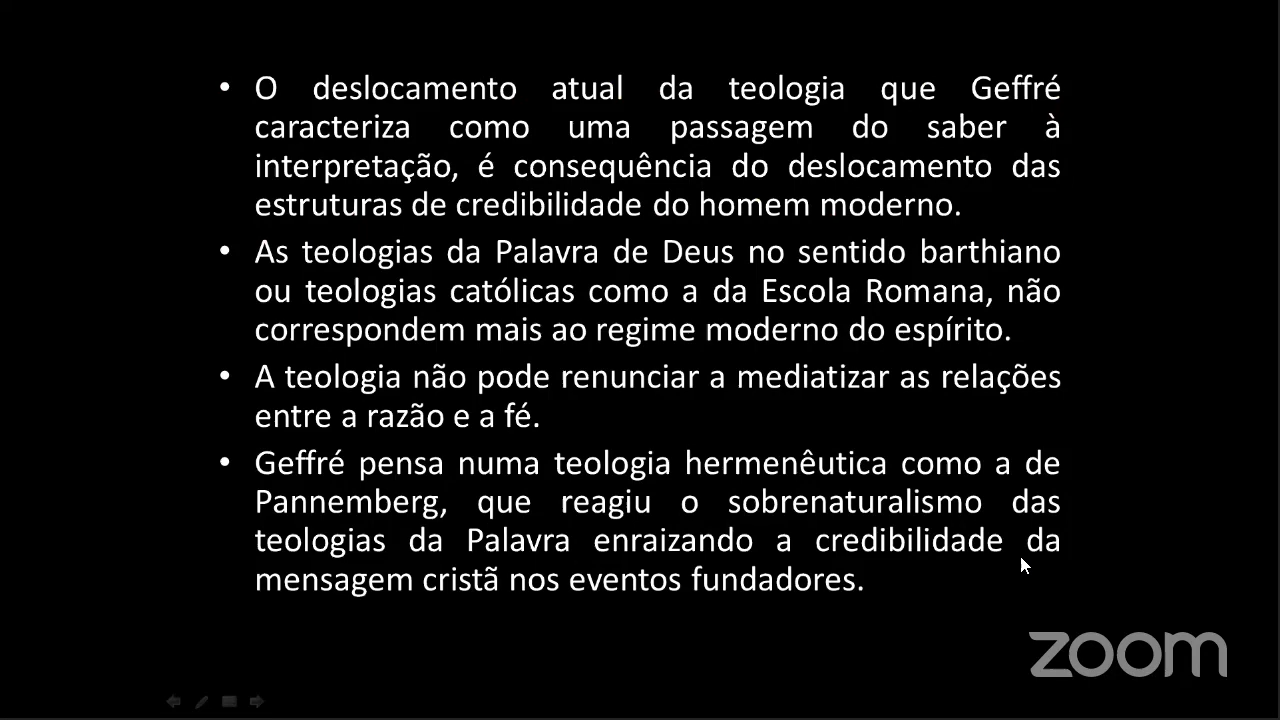 • O deslocamento atual da teologia que Geffré
caracteriza como uma passagem do saber à
interpretação, é consequência do deslocamento das
estruturas de credibilidade do homem moderno.
• As teologias da Palavra de Deus no sentido barthiano
ou teologias católicas como a da Escola Romana, não
correspondem mais ao regime moderno do espírito.
• A teologia não pode renunciar a mediatizar as relações
entre a razão e a fé.
• Geffré pensa numa teologia hermenêutica como a de
Pannemberg, que reagiu o sobrenaturalismo das
teologias da Palavra enraizando a credibilidade da
mensagem cristã nos eventos fundadores.
zoom